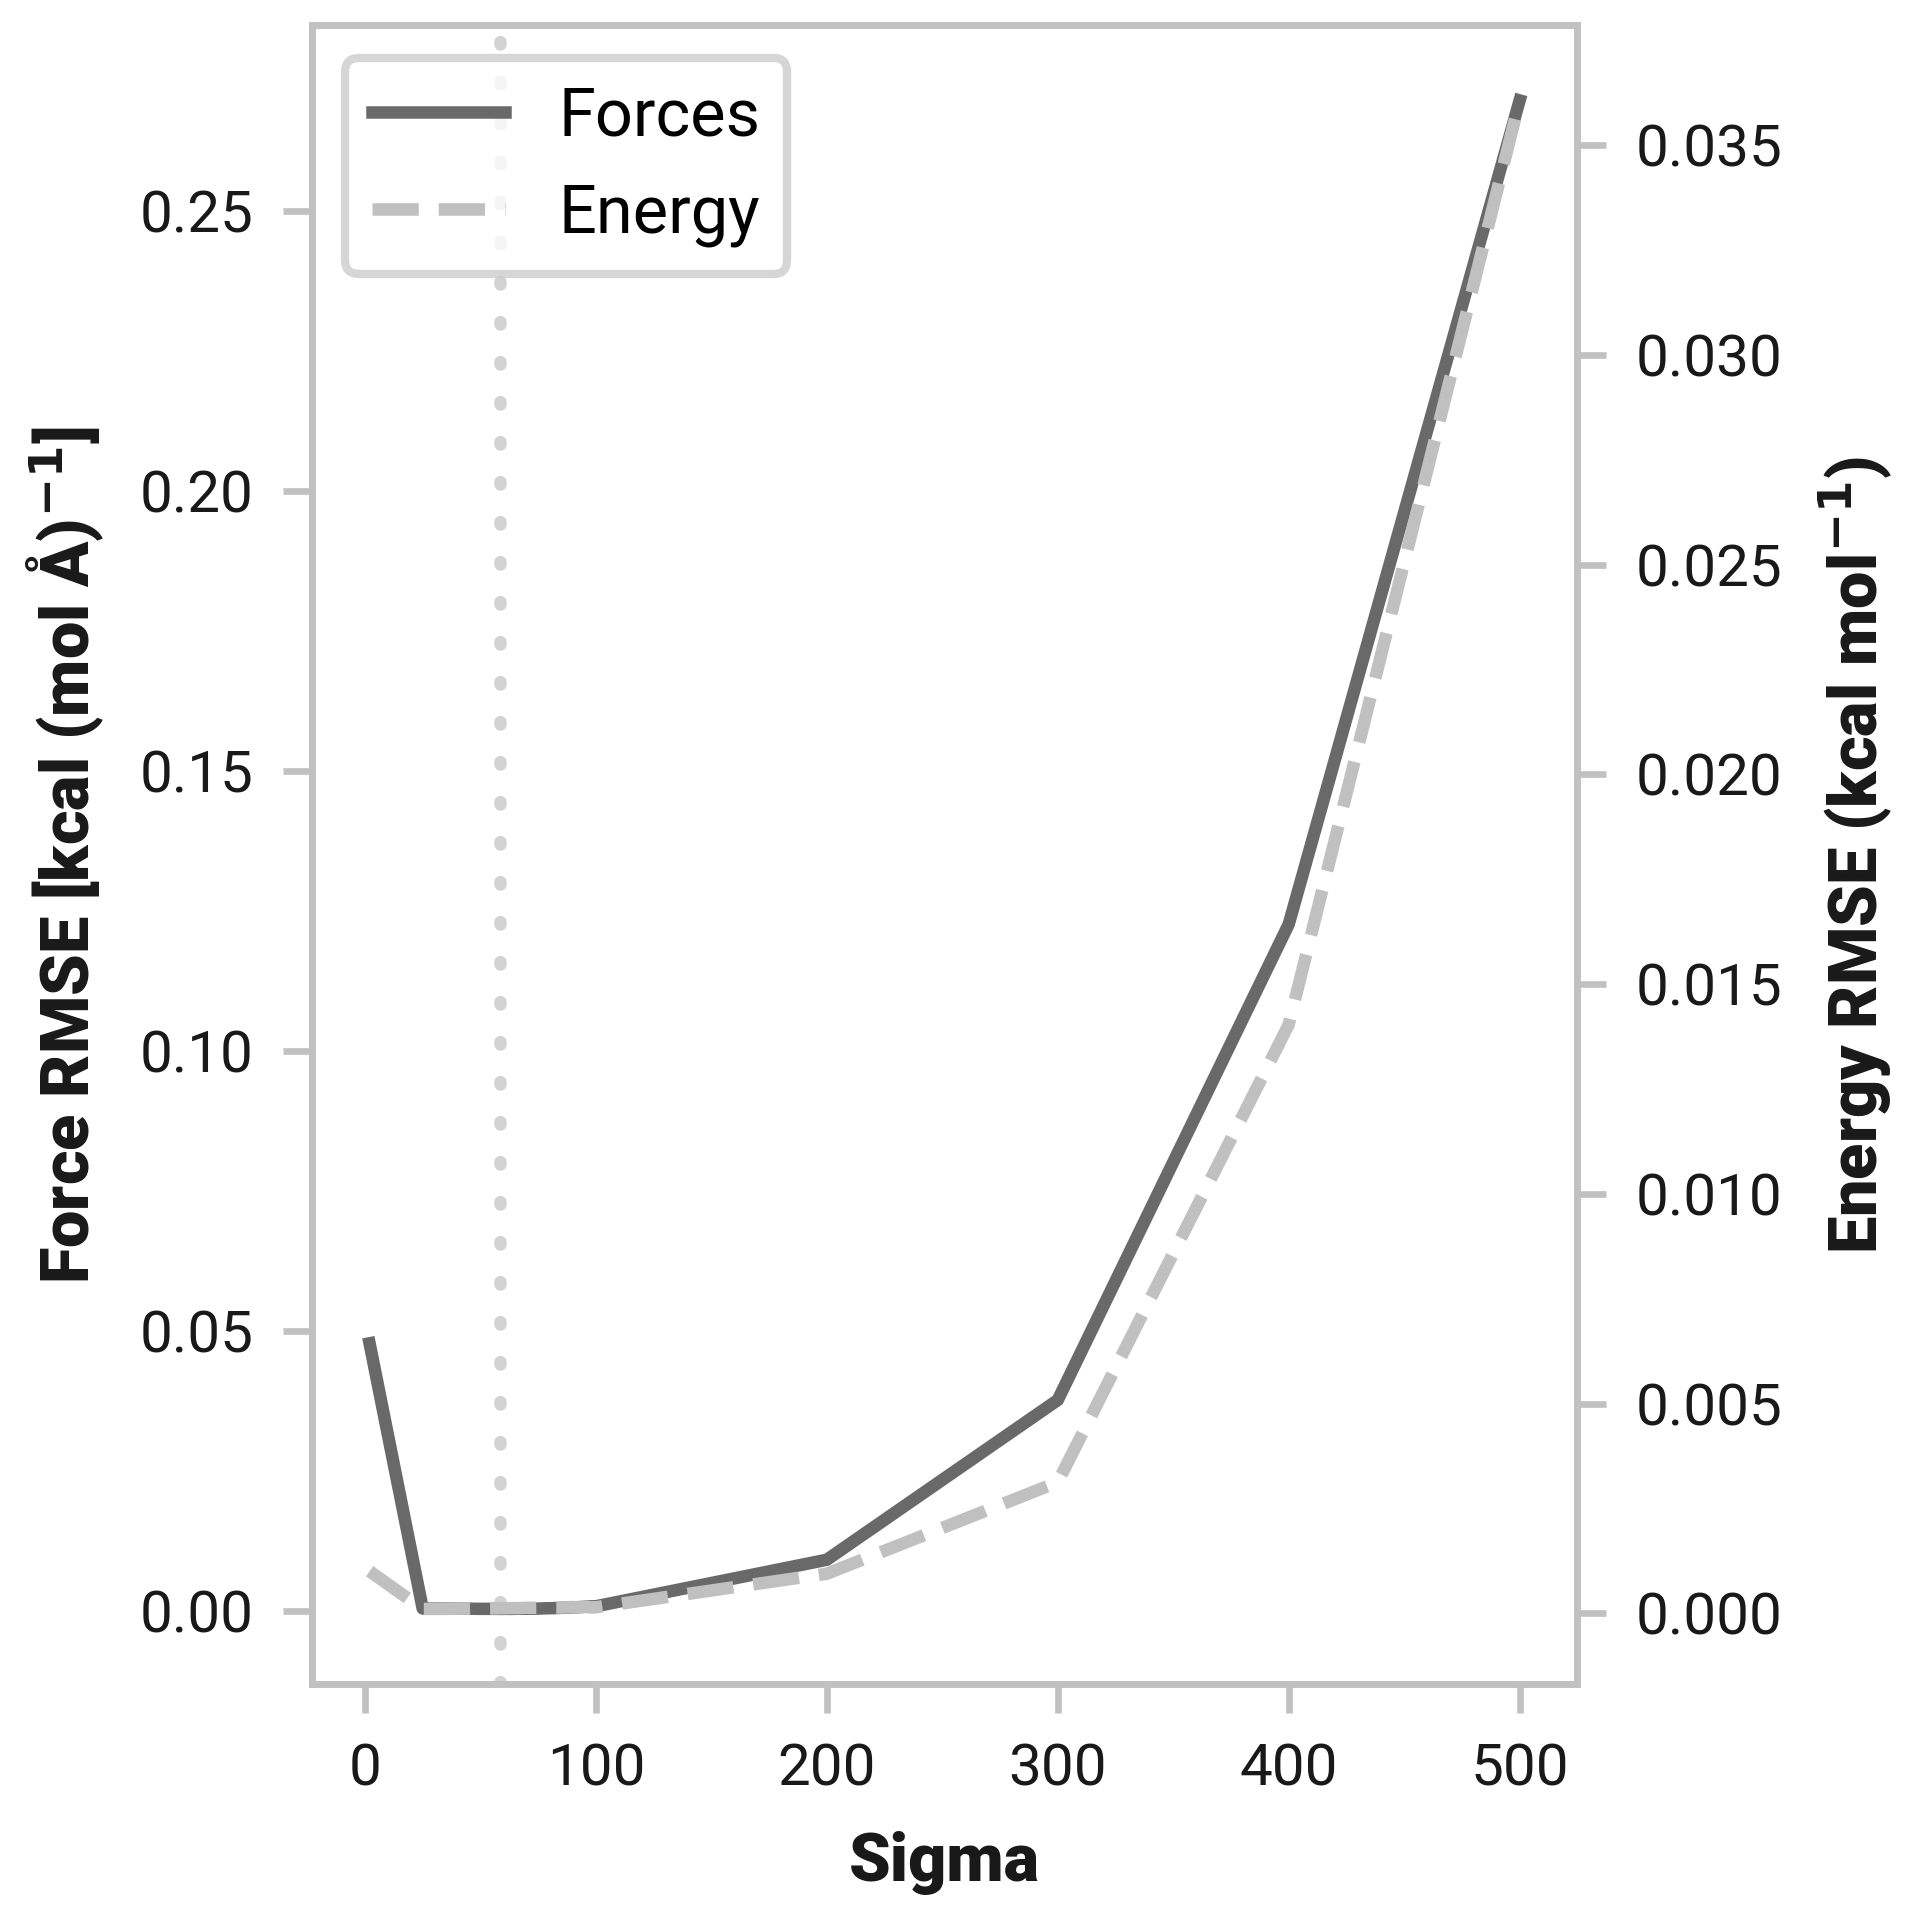 Forces
Energy
Force RMSE [kcal (mol Å)⁻¹]
0.25
0.20
0.15
0.10
0.05
0.00
0.035
0.030
0.025
0.020
0.015
0.010
0.005
0.000
Energy RMSE (kcal mol⁻¹)
0 100 200 300 400 500
Sigma